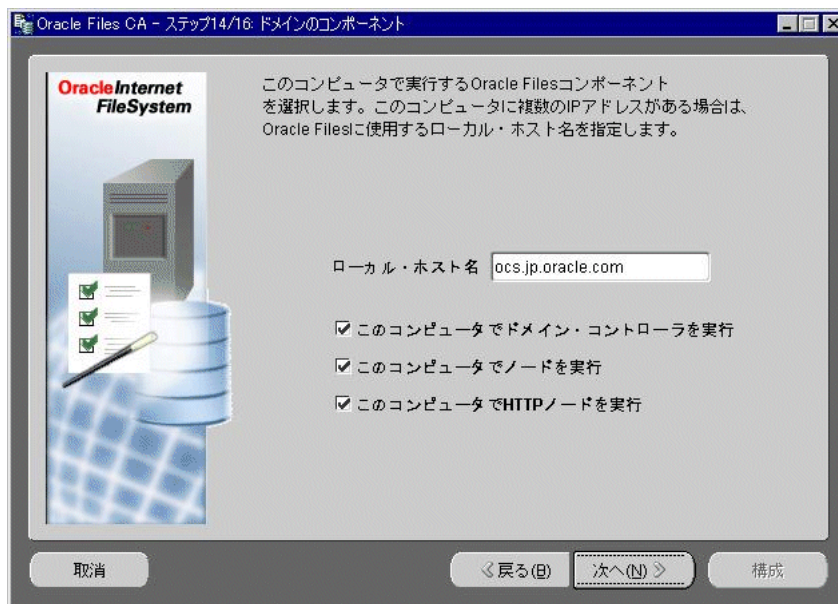 Oracle Files CA - ステップ14/16: ドメインのコンポーネント
OracleInternet
FileSystem
このコンピュータで実行するOracle Filesコンポーネント
を選択します。このコンピュータに複数のIPアドレスがある場合は、
Oracle Filesに使用するローカル・ホスト名を指定します。
ローカル・ホスト名 ocs.jp.oracle.com
このコンピュータでドメイン・コントローラを実行
このコンピュータでノードを実行
このコンピュータでHTTPノードを実行
取消 戻る(B) 次へ(N) 構成